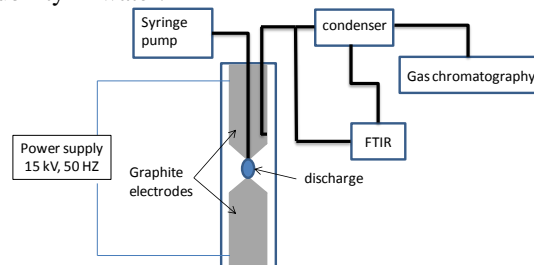 Syringe
pump
condenser
Gas chromatography
Power supply
15 kV, 50 HZ
FTIR
Graphite
electrodes
discharge